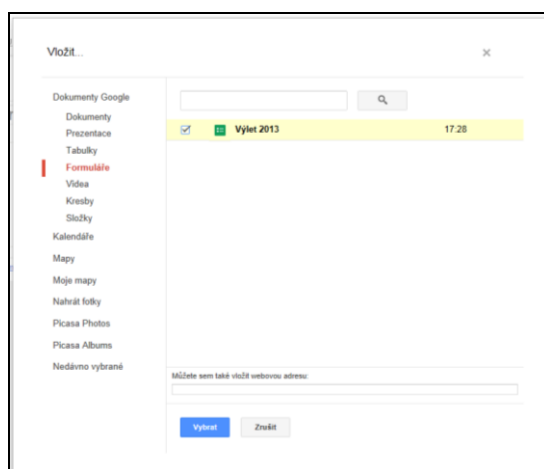 Vložit...
Dokumenty Google
Dokumenty
Prezentace
Tabulky
Formuláře
Videa
Kresby
Složky
Kalendáře
Mapy
Moje mapy
Nahrát fotky
Picasa Photos
Picasa Albums
Nedávno vybrané
Výlet 2013 17:28
Můžete sem také vložit webovou adresu:
Vybrat Zrušit